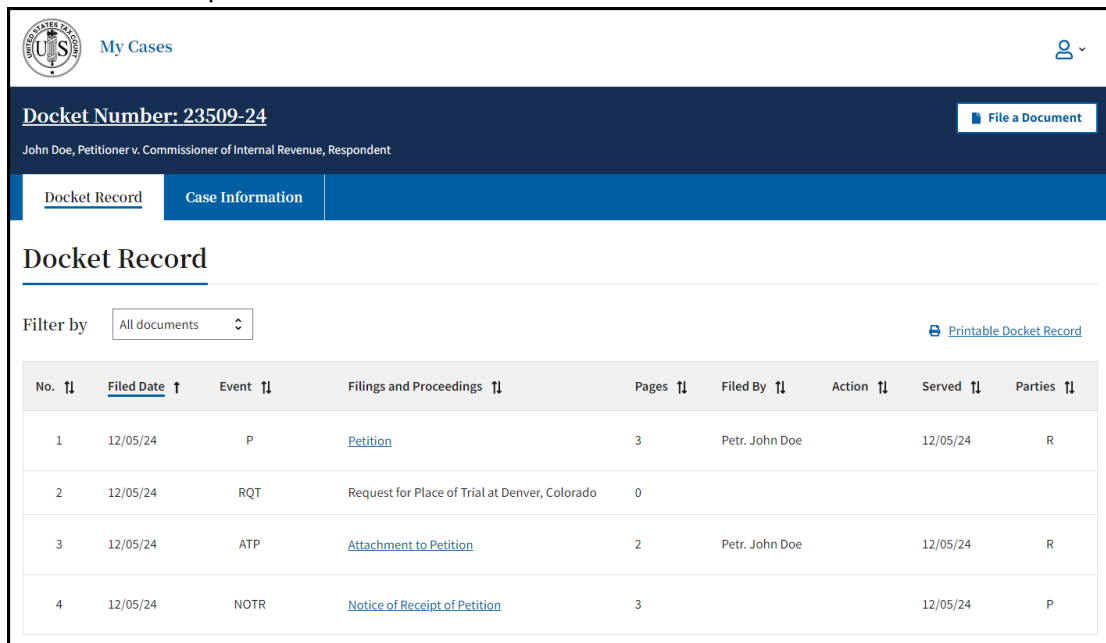 UNITED STATES TAX COURT
US
My Cases
Docket Number: 23509-24
File a Document
John Doe, Petitioner v. Commissioner of Internal Revenue, Respondent
Docket Record Case Information
Docket Record
Filter by All documents
Printable Docket Record
No. Filed Date Event Filings and Proceedings Pages Filed By Action Served Parties
1 12/05/24 P Petition 3 Petr. John Doe 12/05/24 R
2 12/05/24 RQT Request for Place of Trial at Denver, Colorado 0
3 12/05/24 ATP Attachment to Petition 2 Petr. John Doe 12/05/24 R
4 12/05/24 NOTR Notice of Receipt of Petition 3 12/05/24 P